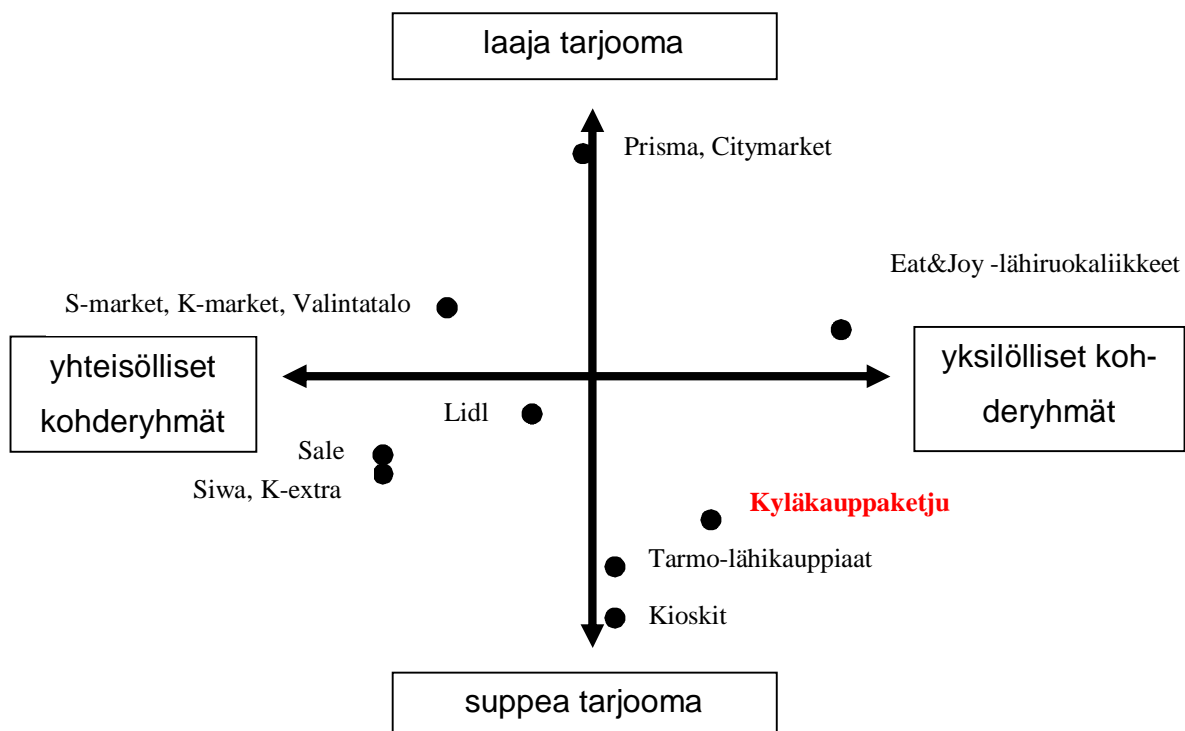 laaja tarjooma
Prisma, Citymarket
Eat&Joy -lähiruokaliikkeet
S-market, K-market, Valintatalo
yhteisölliset
kohderyhmät
yksilölliset koh-
deryhmät
Lidl
Sale
Siwa, K-extra
Kyläkauppaketju
Tarmo-lähikauppiaat
Kioskit
suppea tarjooma